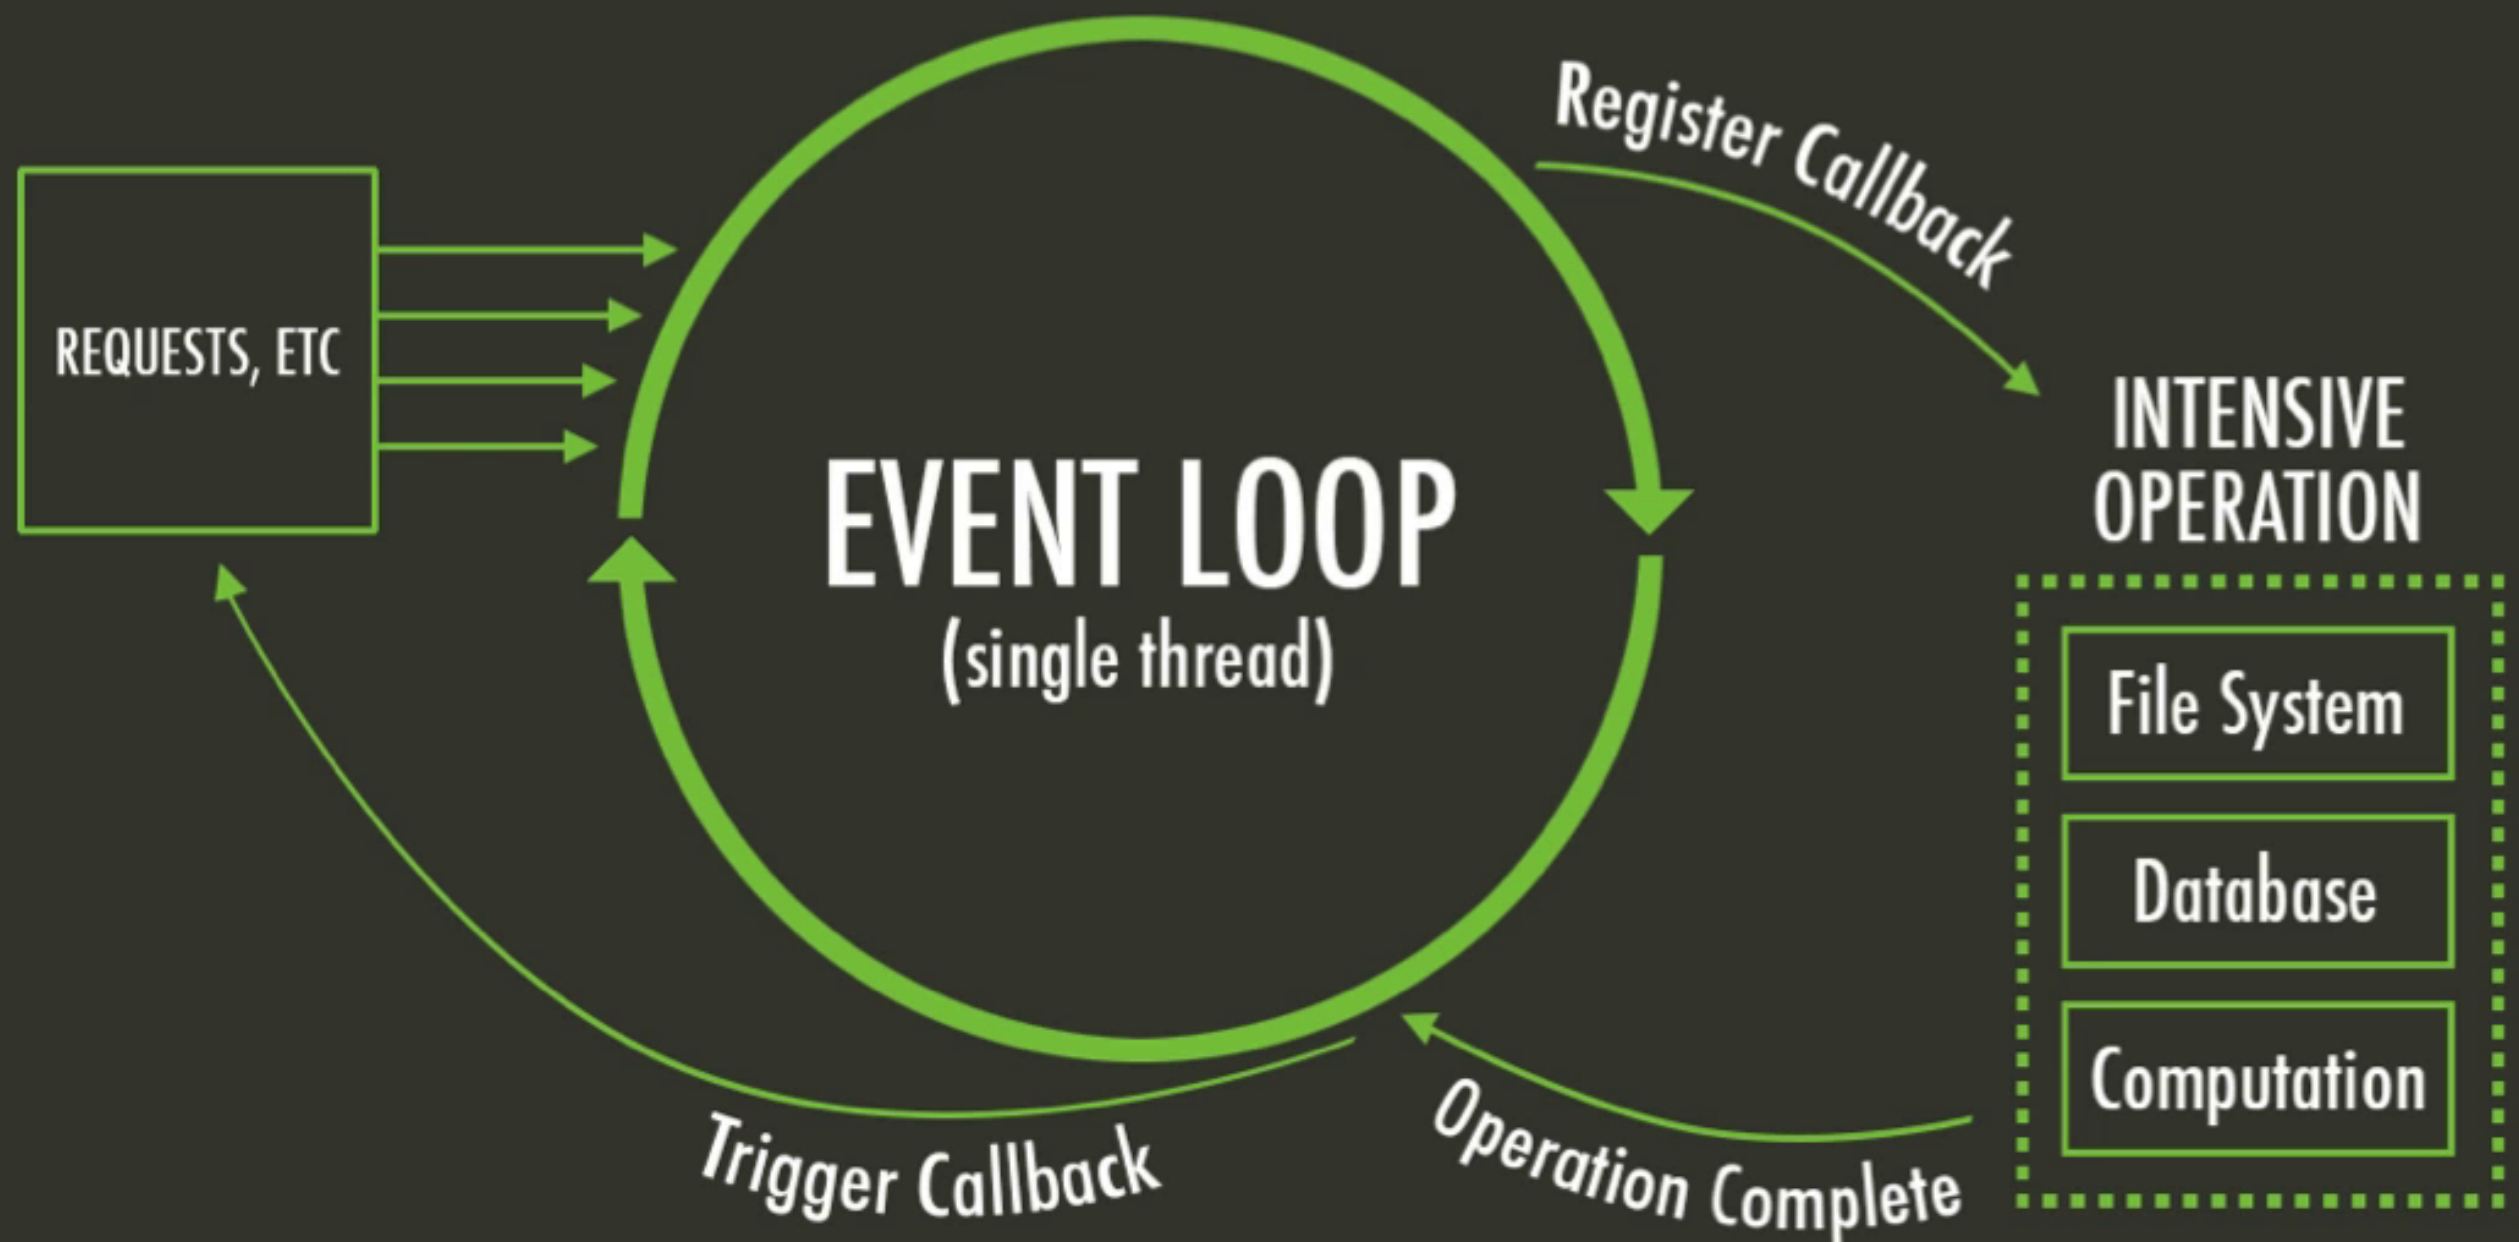 Register Callback
REQUESTS, ETC
EVENT LOOP
(single thread)
INTENSIVE
OPERATION
File System
Database
Computation
Operation Complete
Trigger Callback